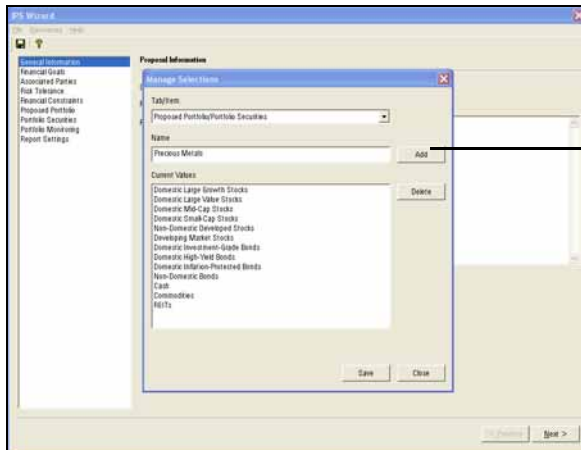 IPS Wizard
File Resources Help
General Information
Financial Goals
Associated Parties
Risk Tolerance
Financial Constraints
Proposed Portfolio
Portfolio Securities
Portfolio Monitoring
Report Settings
Proposal Information
Manage Selections
Tab/Item
Proposed Portfolio/Portfolio Securities
Name
Precious Metals
Add
Current Values
Delete
Domestic Large Growth Stocks
Domestic Large Value Stocks
Domestic Mid-Cap Stocks
Domestic Small-Cap Stocks
Non-Domestic Developed Stocks
Developing Market Stocks
Domestic Investment-Grade Bonds
Domestic High-Yield Bonds
Domestic Inflation-Protected Bonds
Non-Domestic Bonds
Cash
Commodities
REITs
Save Close
<< Previous Next >